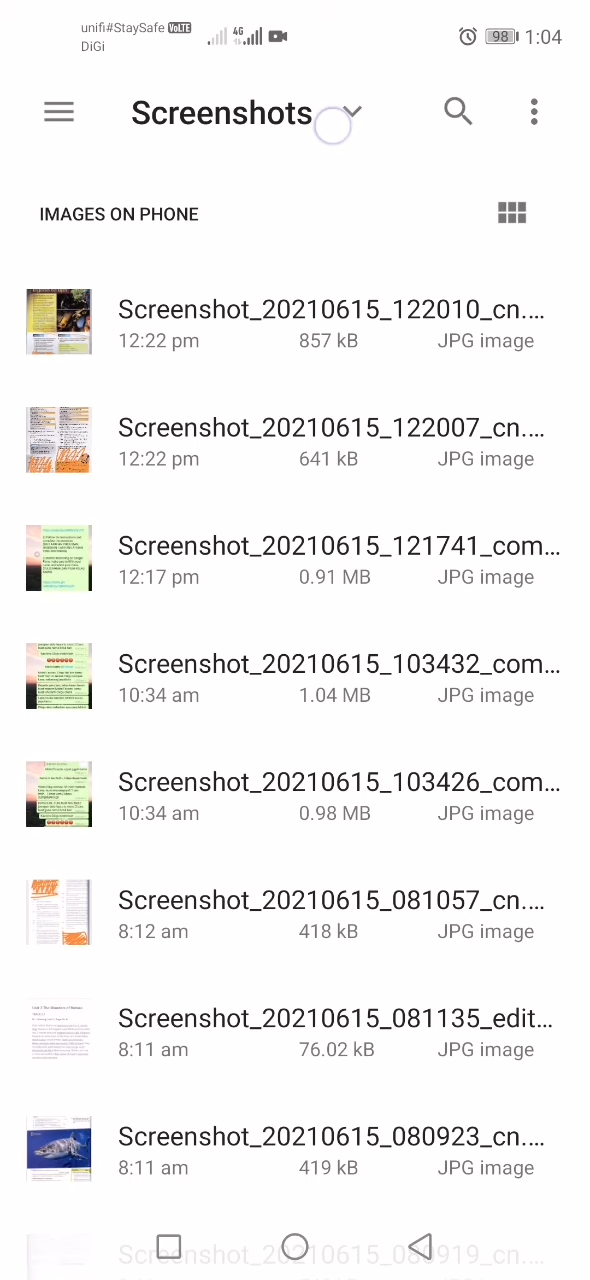 unifi#StaySafe VoLTE
DiGi
4G
98
1:04
Screenshots
IMAGES ON PHONE
Screenshot_20210615_122010_cn....
12:22 pm 857 kB JPG image
Screenshot_20210615_122007_cn....
12:22 pm 641 kB JPG image
Screenshot_20210615_121741_com...
12:17 pm 0.91 MB JPG image
Screenshot_20210615_103432_com...
10:34 am 1.04 MB JPG image
Screenshot_20210615_103426_com...
10:34 am 0.98 MB JPG image
Screenshot_20210615_081057_cn....
8:12 am 418 kB JPG image
Screenshot_20210615_081135_edit...
8:11 am 76.02 kB JPG image
Screenshot_20210615_080923_cn....
8:11 am 419 kB JPG image
Screenshot_20210615_080919_cn....